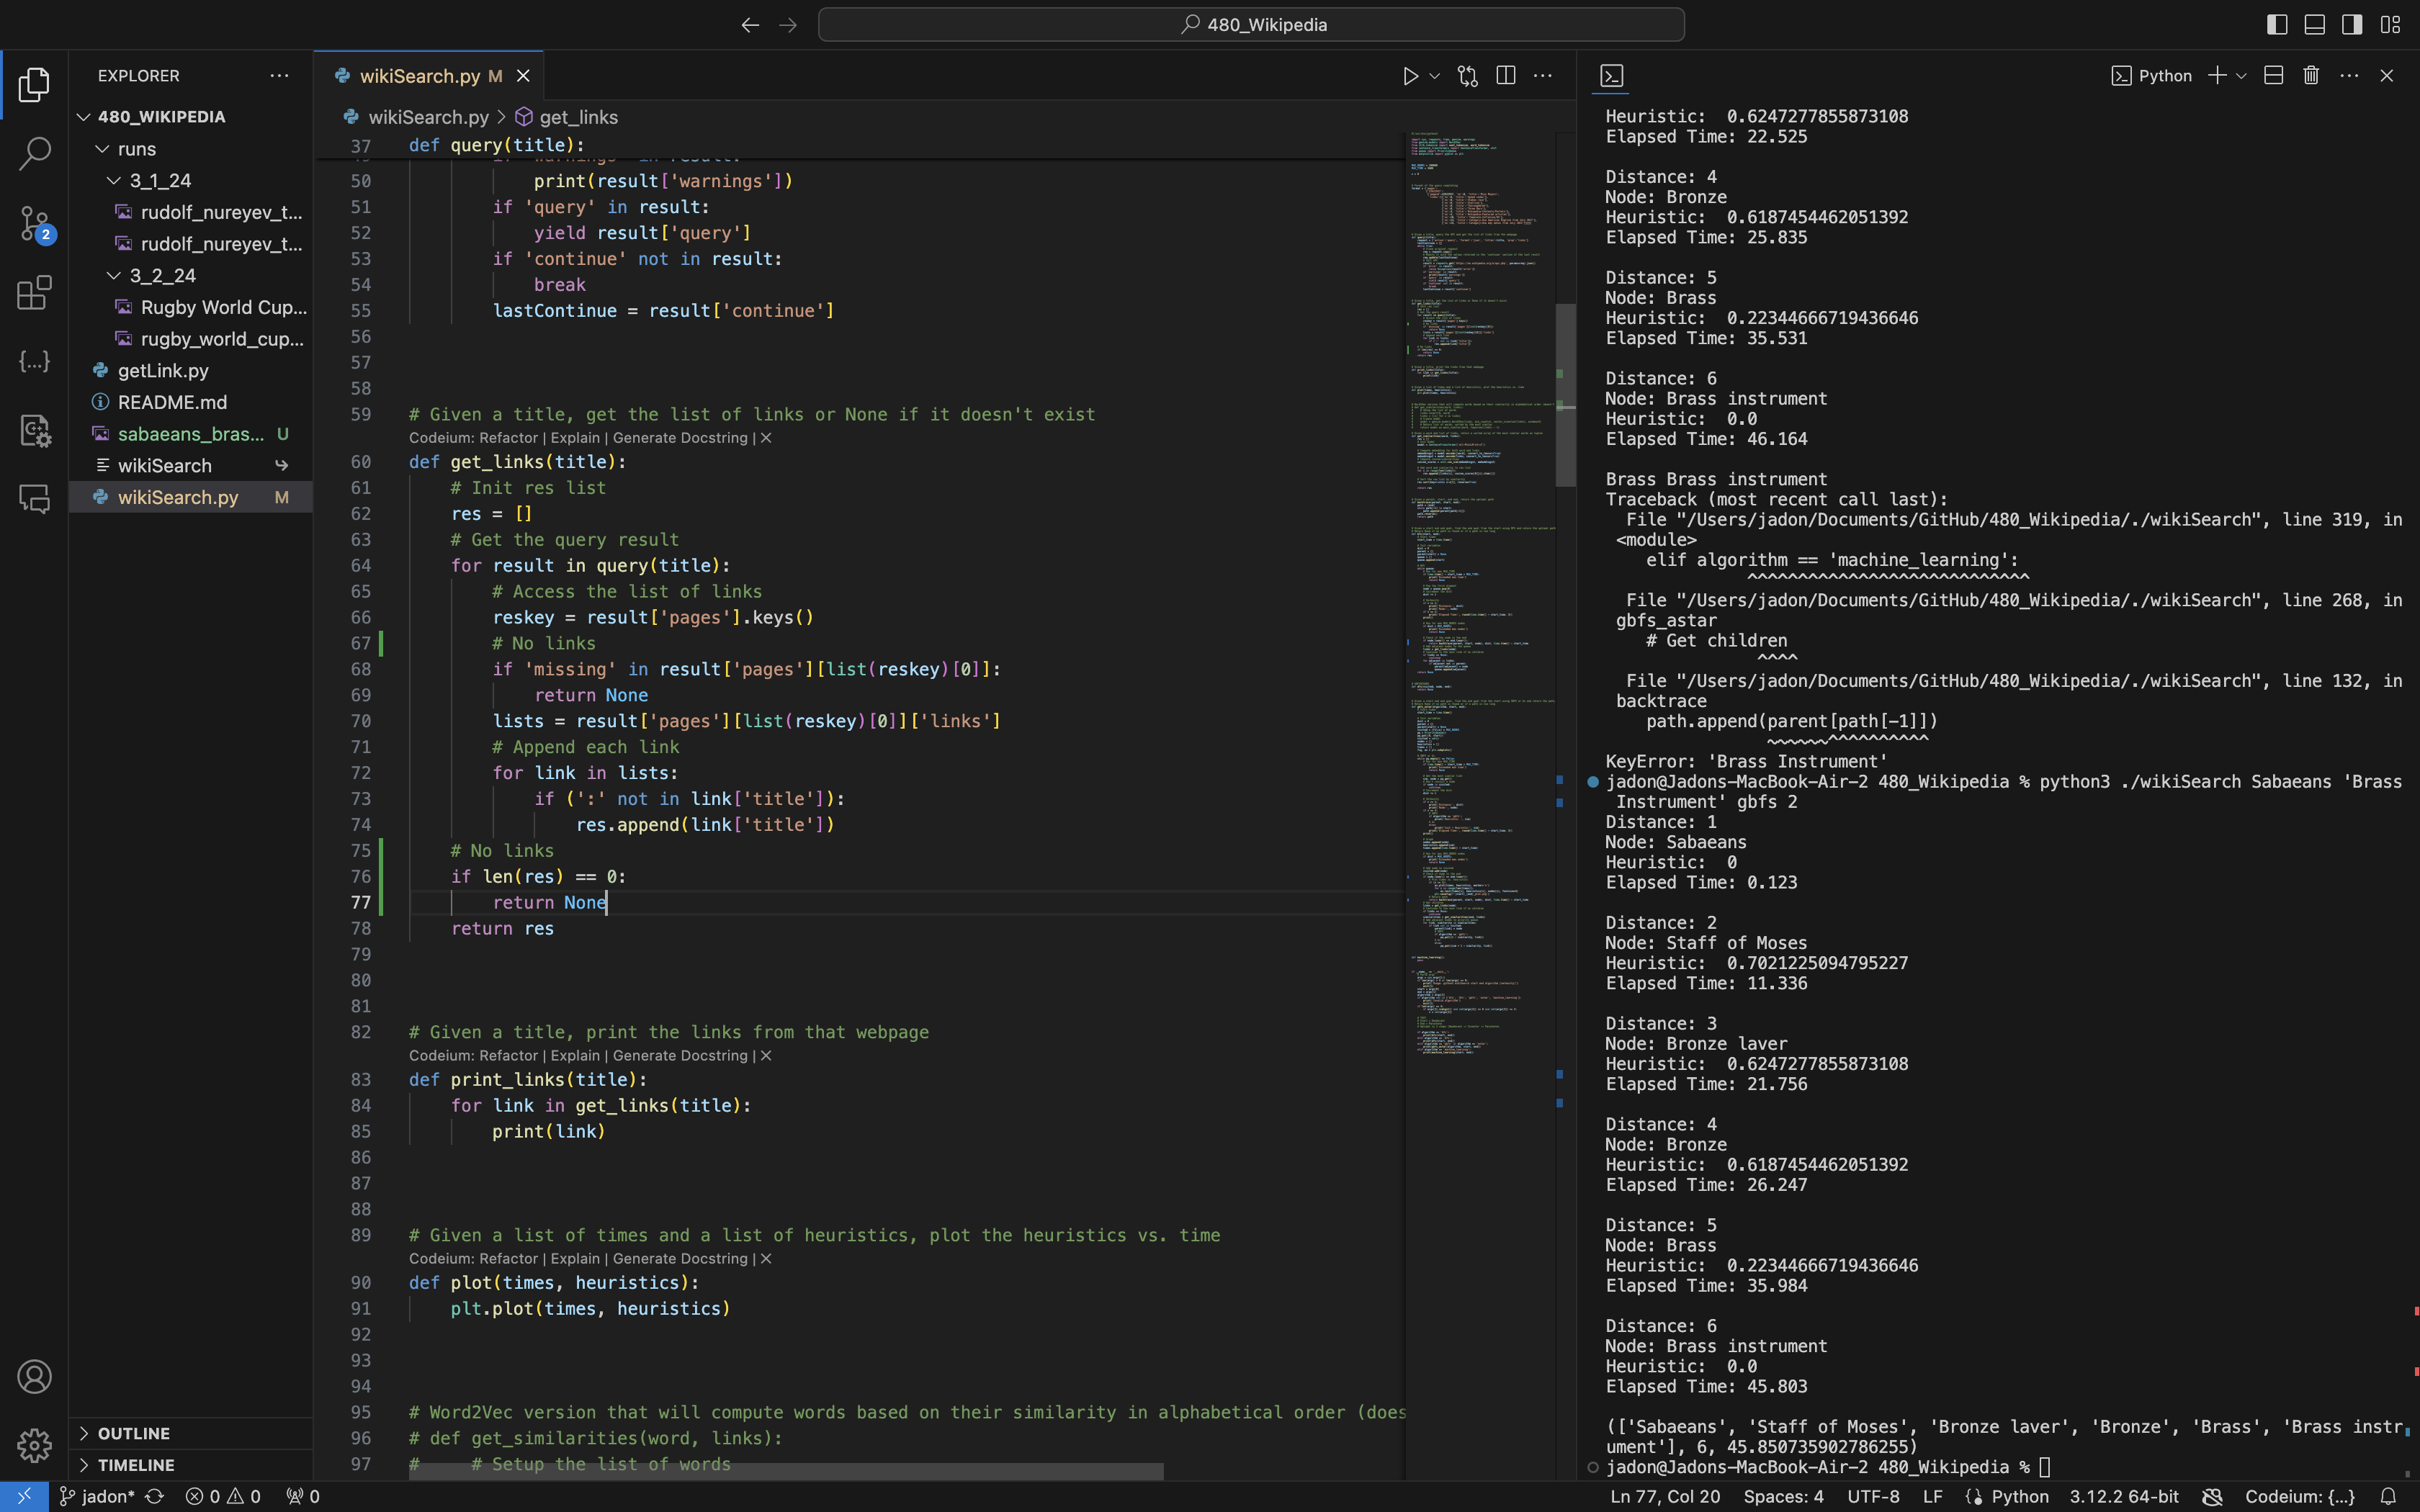 480_Wikipedia
EXPLORER
480_WIKIPEDIA
runs
3_1_24
rudolf_nureyev_t...
rudolf_nureyev_t...
3_2_24
Rugby World Cup...
rugby_world_cup...
getLink.py
README.md
sabaeans_bras... U
wikiSearch
wikiSearch.py M
OUTLINE
TIMELINE
wikiSearch.py M
wikiSearch.py > get_links
37 def query(title):
50 print(result['warnings'])
51 if 'query' in result:
52 yield result['query']
53 if 'continue' not in result:
54 break
55 lastContinue = result['continue']
56
57
58
59 # Given a title, get the list of links or None if it doesn't exist
Codeium: Refactor | Explain | Generate Docstring | ×
60 def get_links(title):
61 # Init res list
62 res = []
63 # Get the query result
64 for result in query(title):
65 # Access the list of links
66 reskey = result['pages'].keys()
67 # No links
68 if 'missing' in result['pages'][list(reskey)[0]]:
69 return None
70 lists = result['pages'][list(reskey)[0]]['links']
71 # Append each link
72 for link in lists:
73 if (':' not in link['title']):
74 res.append(link['title'])
75 # No links
76 if len(res) == 0:
77 return None
78 return res
79
80
81
82 # Given a title, print the links from that webpage
Codeium: Refactor | Explain | Generate Docstring | ×
83 def print_links(title):
84 for link in get_links(title):
85 print(link)
86
87
88
89 # Given a list of times and a list of heuristics, plot the heuristics vs. time
Codeium: Refactor | Explain | Generate Docstring | ×
90 def plot(times, heuristics):
91 plt.plot(times, heuristics)
92
93
94
95 # Word2Vec version that will compute words based on their similarity in alphabetical order (does
96 # def get_similarities(word, links):
97 # # Setup the list of words
Python
Heuristic: 0.6247277855873108
Elapsed Time: 22.525
Distance: 4
Node: Bronze
Heuristic: 0.6187454462051392
Elapsed Time: 25.835
Distance: 5
Node: Brass
Heuristic: 0.22344666719436646
Elapsed Time: 35.531
Distance: 6
Node: Brass instrument
Heuristic: 0.0
Elapsed Time: 46.164
Brass Brass instrument
Traceback (most recent call last):
File "/Users/jadon/Documents/GitHub/480_Wikipedia/./wikiSearch", line 319, in
<module>
elif algorithm == 'machine_learning':
^^^^^^^^^^^^^^^^^^^^^^^^^^^^
File "/Users/jadon/Documents/GitHub/480_Wikipedia/./wikiSearch", line 268, in
gbfs_astar
# Get children
^^^^
File "/Users/jadon/Documents/GitHub/480_Wikipedia/./wikiSearch", line 132, in
backtrace
path.append(parent[path[-1]])
~~~~~~^^^^^^^^^^
KeyError: 'Brass Instrument'
jadon@Jadons-MacBook-Air-2 480_Wikipedia % python3 ./wikiSearch Sabaeans 'Brass
Instrument' gbfs 2
Distance: 1
Node: Sabaeans
Heuristic: 0
Elapsed Time: 0.123
Distance: 2
Node: Staff of Moses
Heuristic: 0.7021225094795227
Elapsed Time: 11.336
Distance: 3
Node: Bronze laver
Heuristic: 0.6247277855873108
Elapsed Time: 21.756
Distance: 4
Node: Bronze
Heuristic: 0.6187454462051392
Elapsed Time: 26.247
Distance: 5
Node: Brass
Heuristic: 0.22344666719436646
Elapsed Time: 35.984
Distance: 6
Node: Brass instrument
Heuristic: 0.0
Elapsed Time: 45.803
(['Sabaeans', 'Staff of Moses', 'Bronze laver', 'Bronze', 'Brass', 'Brass instr
ument'], 6, 45.850735902786255)
jadon@Jadons-MacBook-Air-2 480_Wikipedia %
2
jadon* 0 0 0 Ln 77, Col 20 Spaces: 4 UTF-8 LF Python 3.12.2 64-bit Codeium: {...}